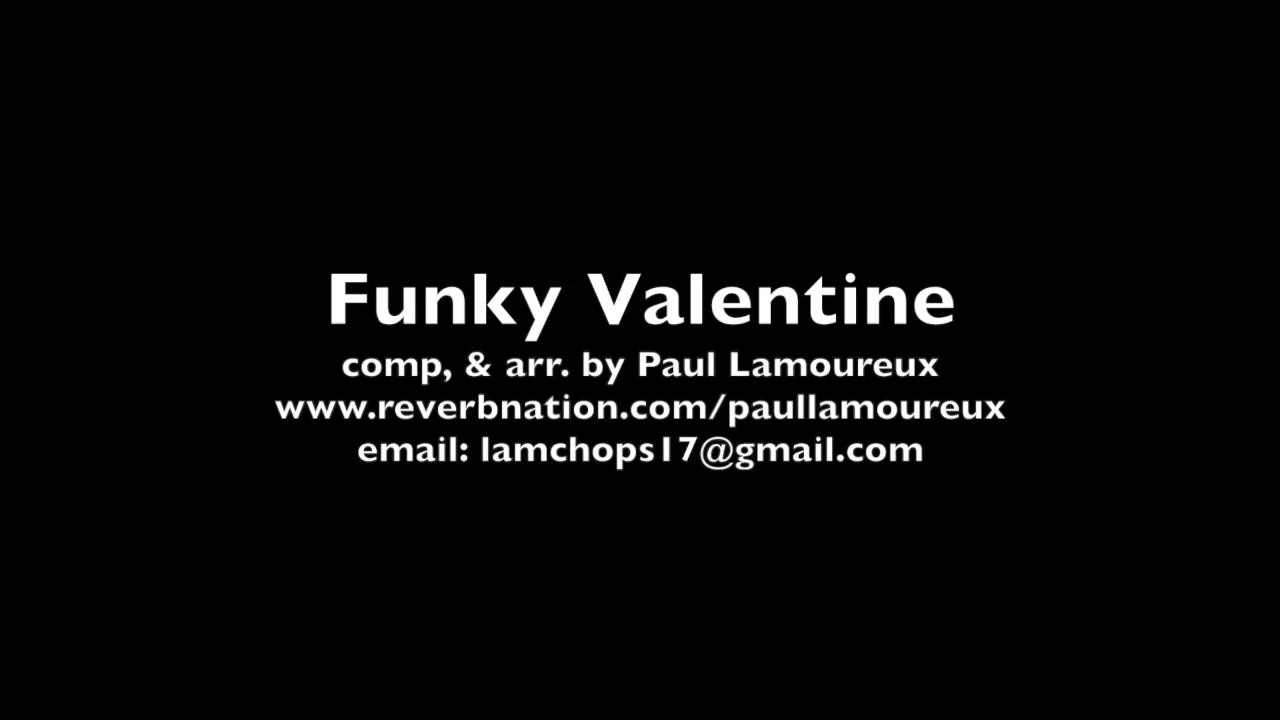 Funky Valentine
comp, & arr. by Paul Lamoureux
www.reverbnation.com/paullamoureux
email: lamchops17@gmail.com